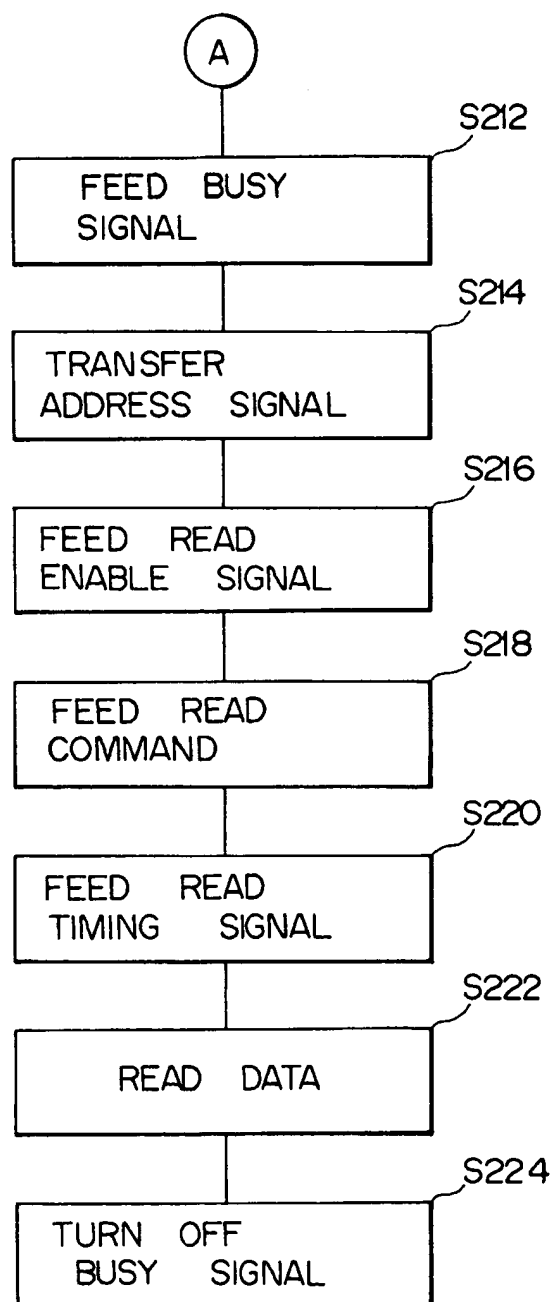 A
S212
FEED BUSY
SIGNAL
S214
TRANSFER
ADDRESS SIGNAL
S216
FEED READ
ENABLE SIGNAL
S218
FEED READ
COMMAND
S220
FEED READ
TIMING SIGNAL
S222
READ DATA
S224
TURN OFF
BUSY SIGNAL